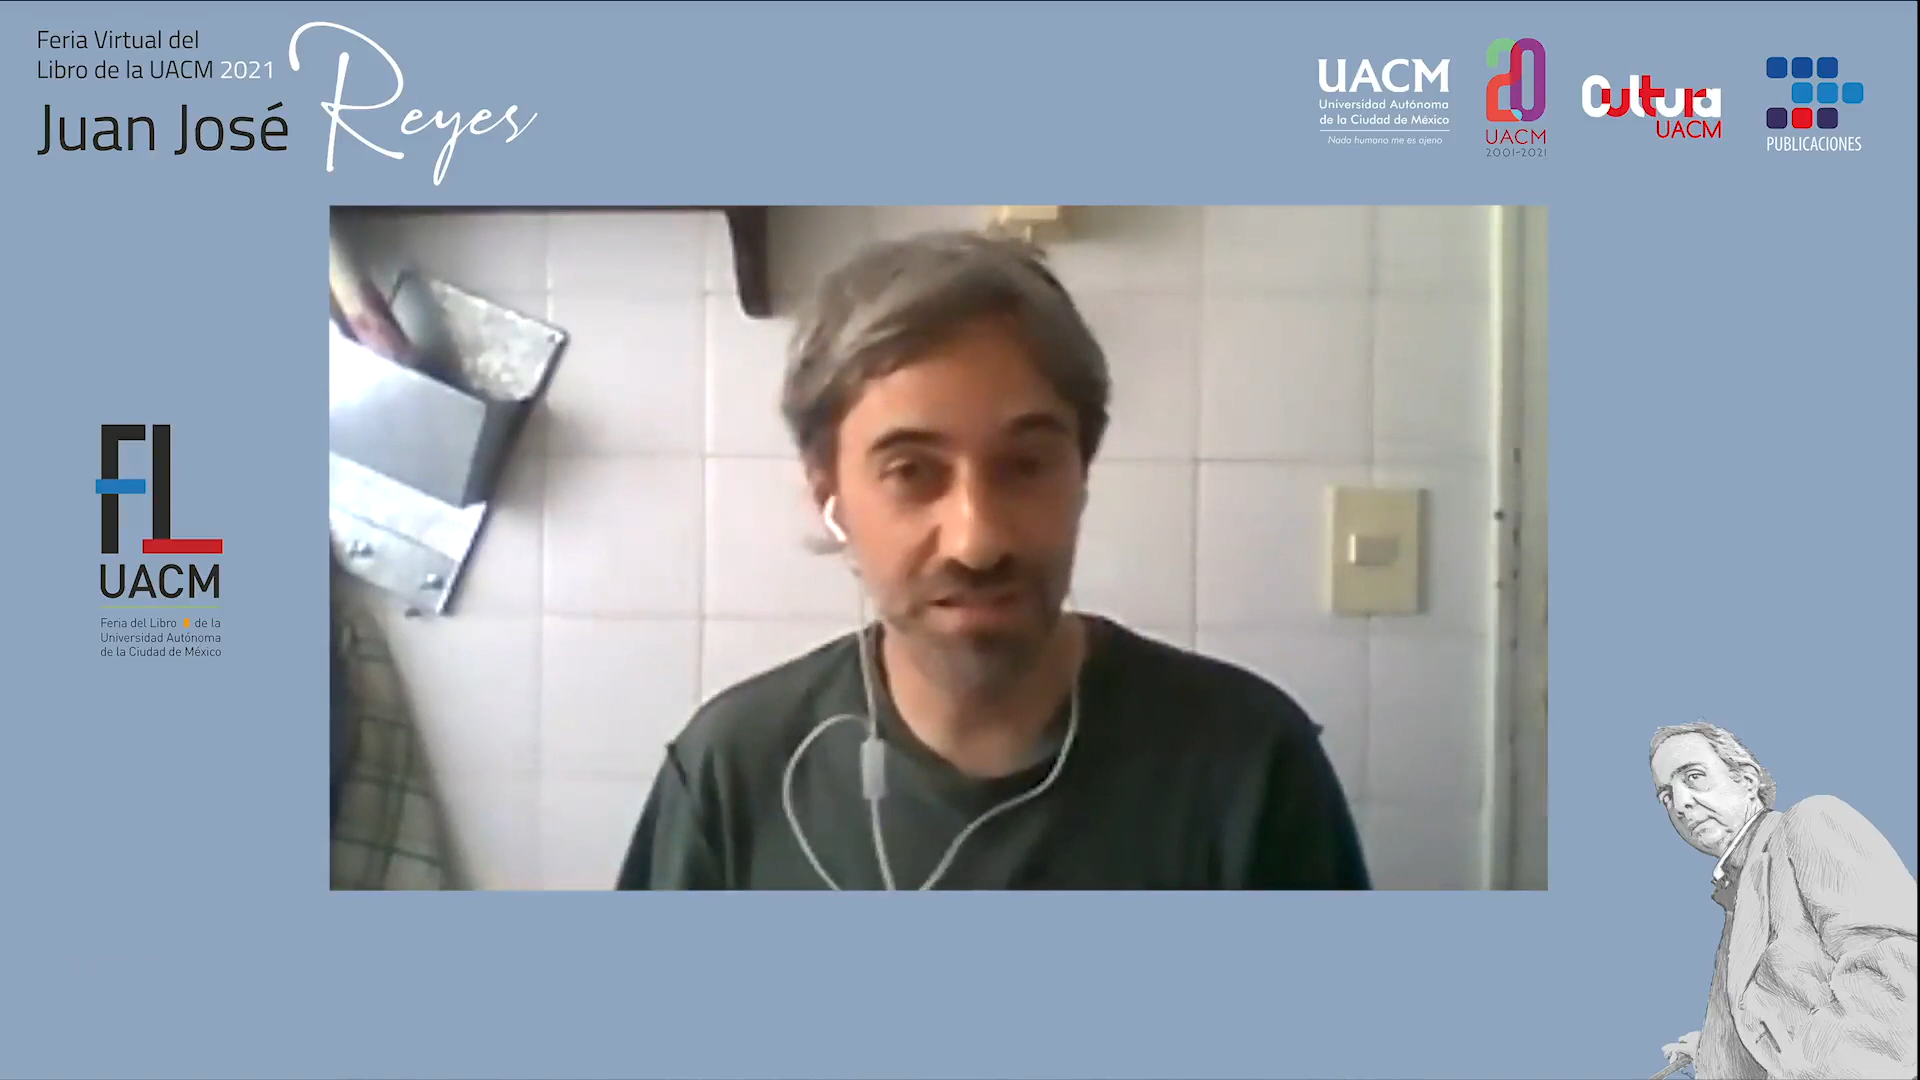 Feria Virtual del
Libro de la UACM 2021
Juan José Reyes
UACM
Universidad Autónoma
de la Ciudad de México
Nada humano me es ajeno
20
UACM
2001-2021
Cultura
UACM
PUBLICACIONES
FL
UACM
Feria del Libro de la
Universidad Autónoma
de la Ciudad de México